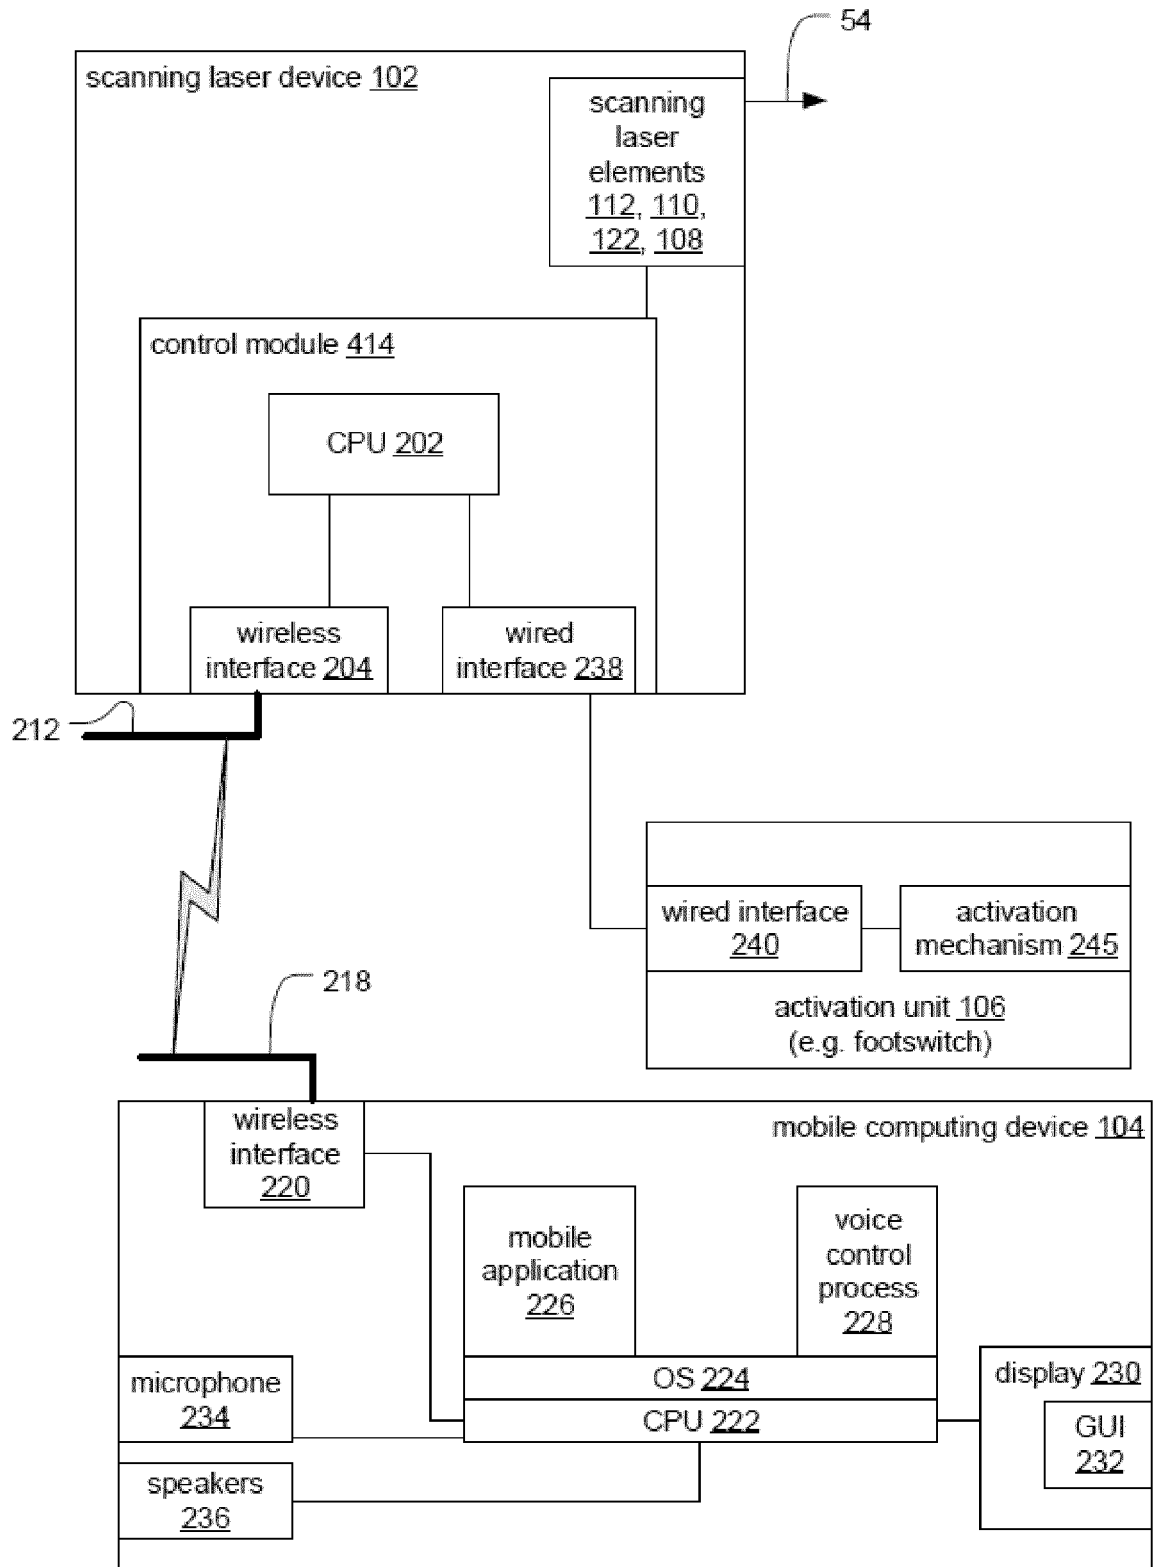 54
scanning laser device 102
scanning
laser
elements
112, 110,
122, 108
control module 414
CPU 202
wireless
interface 204
wired
interface 238
212
wired interface
240
activation
mechanism 245
activation unit 106
(e.g. footswitch)
218
wireless
interface
220
mobile computing device 104
mobile
application
226
voice
control
process
228
OS 224
CPU 222
microphone
234
speakers
236
display 230
GUI
232